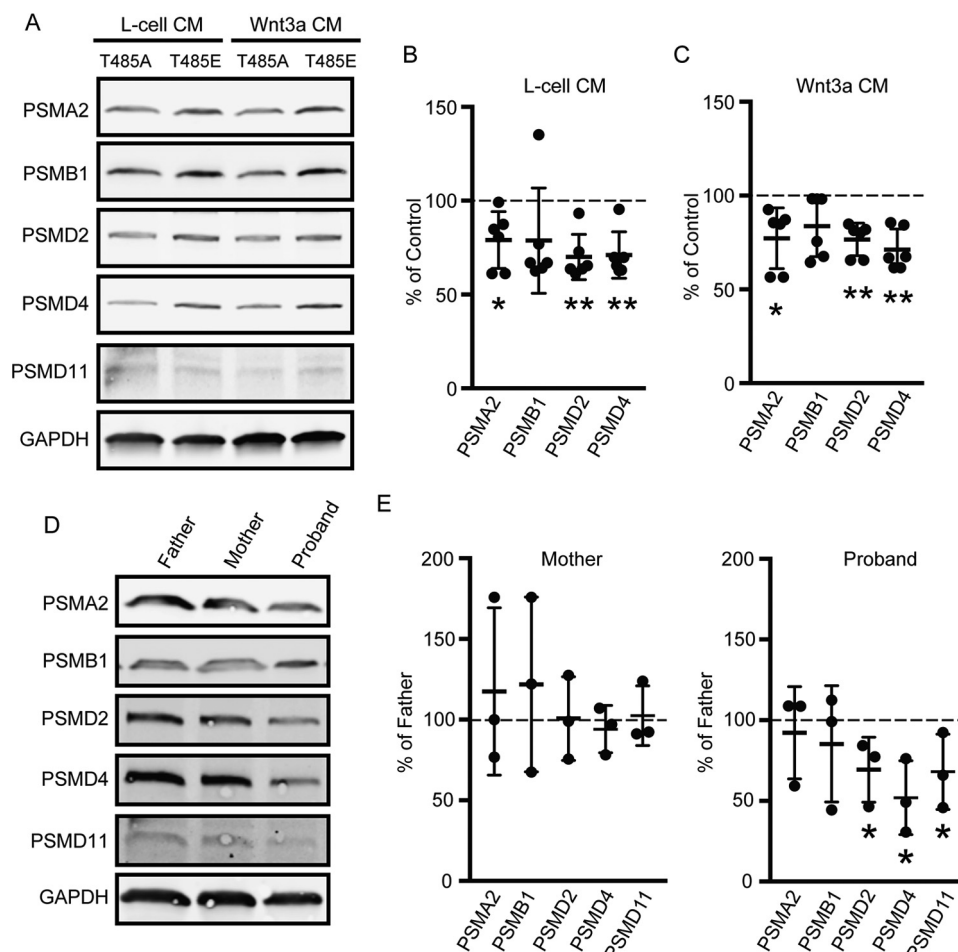 A
L-cell CM Wnt3a CM
T485A T485E T485A T485E
PSMA2
PSMB1
PSMD2
PSMD4
PSMD11
GAPDH
B
L-cell CM
% of Control
150
100
50
0
*
**
**
PSMA2 PSMB1 PSMD2 PSMD4
C
Wnt3a CM
% of Control
150
100
50
0
*
**
**
PSMA2 PSMB1 PSMD2 PSMD4
D
Father Mother Proband
PSMA2
PSMB1
PSMD2
PSMD4
PSMD11
GAPDH
E
Mother
% of Father
200
150
100
50
0
PSMA2 PSMB1 PSMD2 PSMD4 PSMD11
Proband
% of Father
200
150
100
50
0
*
*
*
PSMA2 PSMB1 PSMD2 PSMD4 PSMD11